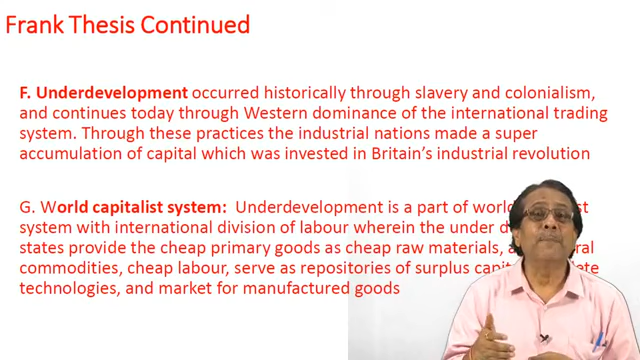 Frank Thesis Continued
F. Underdevelopment occurred historically through slavery and colonialism,
and continues today through Western dominance of the international trading
system. Through these practices the industrial nations made a super
accumulation of capital which was invested in Britain's industrial revolution
G. World capitalist system: Underdevelopment is a part of world
system with international division of labour wherein the under
states provide the cheap primary goods as cheap raw materials,
commodities, cheap labour, serve as repositories of surplus
technologies, and market for manufactured goods